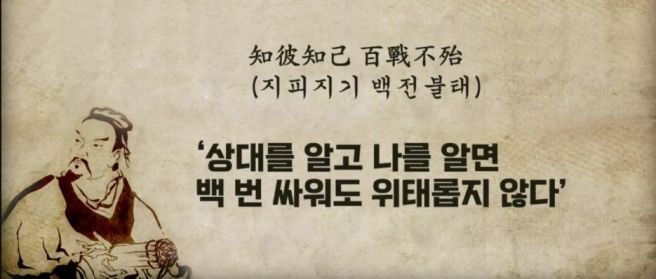 知彼知己 百戰不殆
(지피지기 백전불태)
‘상대를 알고 나를 알면
백 번 싸워도 위태롭지 않다’